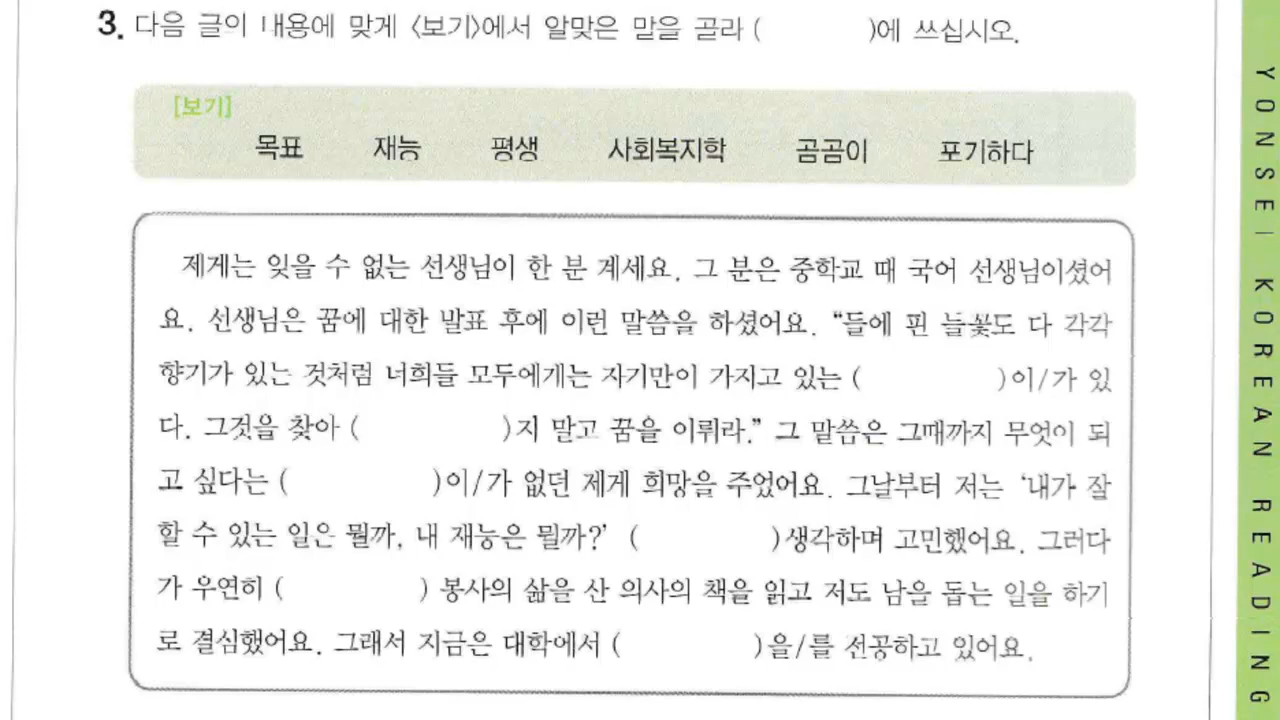 3. 다음 글의 내용에 맞게 〈보기〉에서 알맞은 말을 골라 (          )에 쓰십시오.
[보기]
목표 재능 평생 사회복지학 곰곰이 포기하다
제게는 잊을 수 없는 선생님이 한 분 계세요. 그 분은 중학교 때 국어 선생님이셨어
요. 선생님은 꿈에 대한 발표 후에 이런 말씀을 하셨어요. “들에 핀 들꽃도 다 각각
향기가 있는 것처럼 너희들 모두에게는 자기만이 가지고 있는 (          )이/가 있
다. 그것을 찾아 (          )지 말고 꿈을 이뤄라.” 그 말씀은 그때까지 무엇이 되
고 싶다는 (          )이/가 없던 제게 희망을 주었어요. 그날부터 저는 ‘내가 잘
할 수 있는 일은 뭘까, 내 재능은 뭘까?’ (          )생각하며 고민했어요. 그러다
가 우연히 (          ) 봉사의 삶을 산 의사의 책을 읽고 저도 남을 돕는 일을 하기
로 결심했어요. 그래서 지금은 대학에서 (          )을/를 전공하고 있어요.
YONSEI KOREAN READING